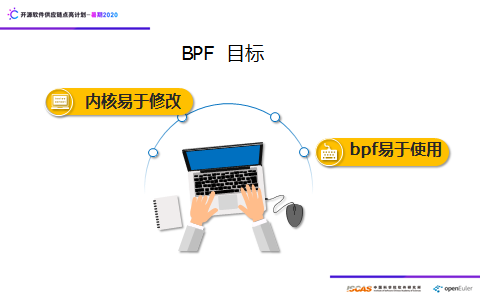 开源软件供应链点亮计划-暑期2020
BPF 目标
内核易于修改
bpf易于使用
ISCAS 中国科学院软件研究所
openEuler